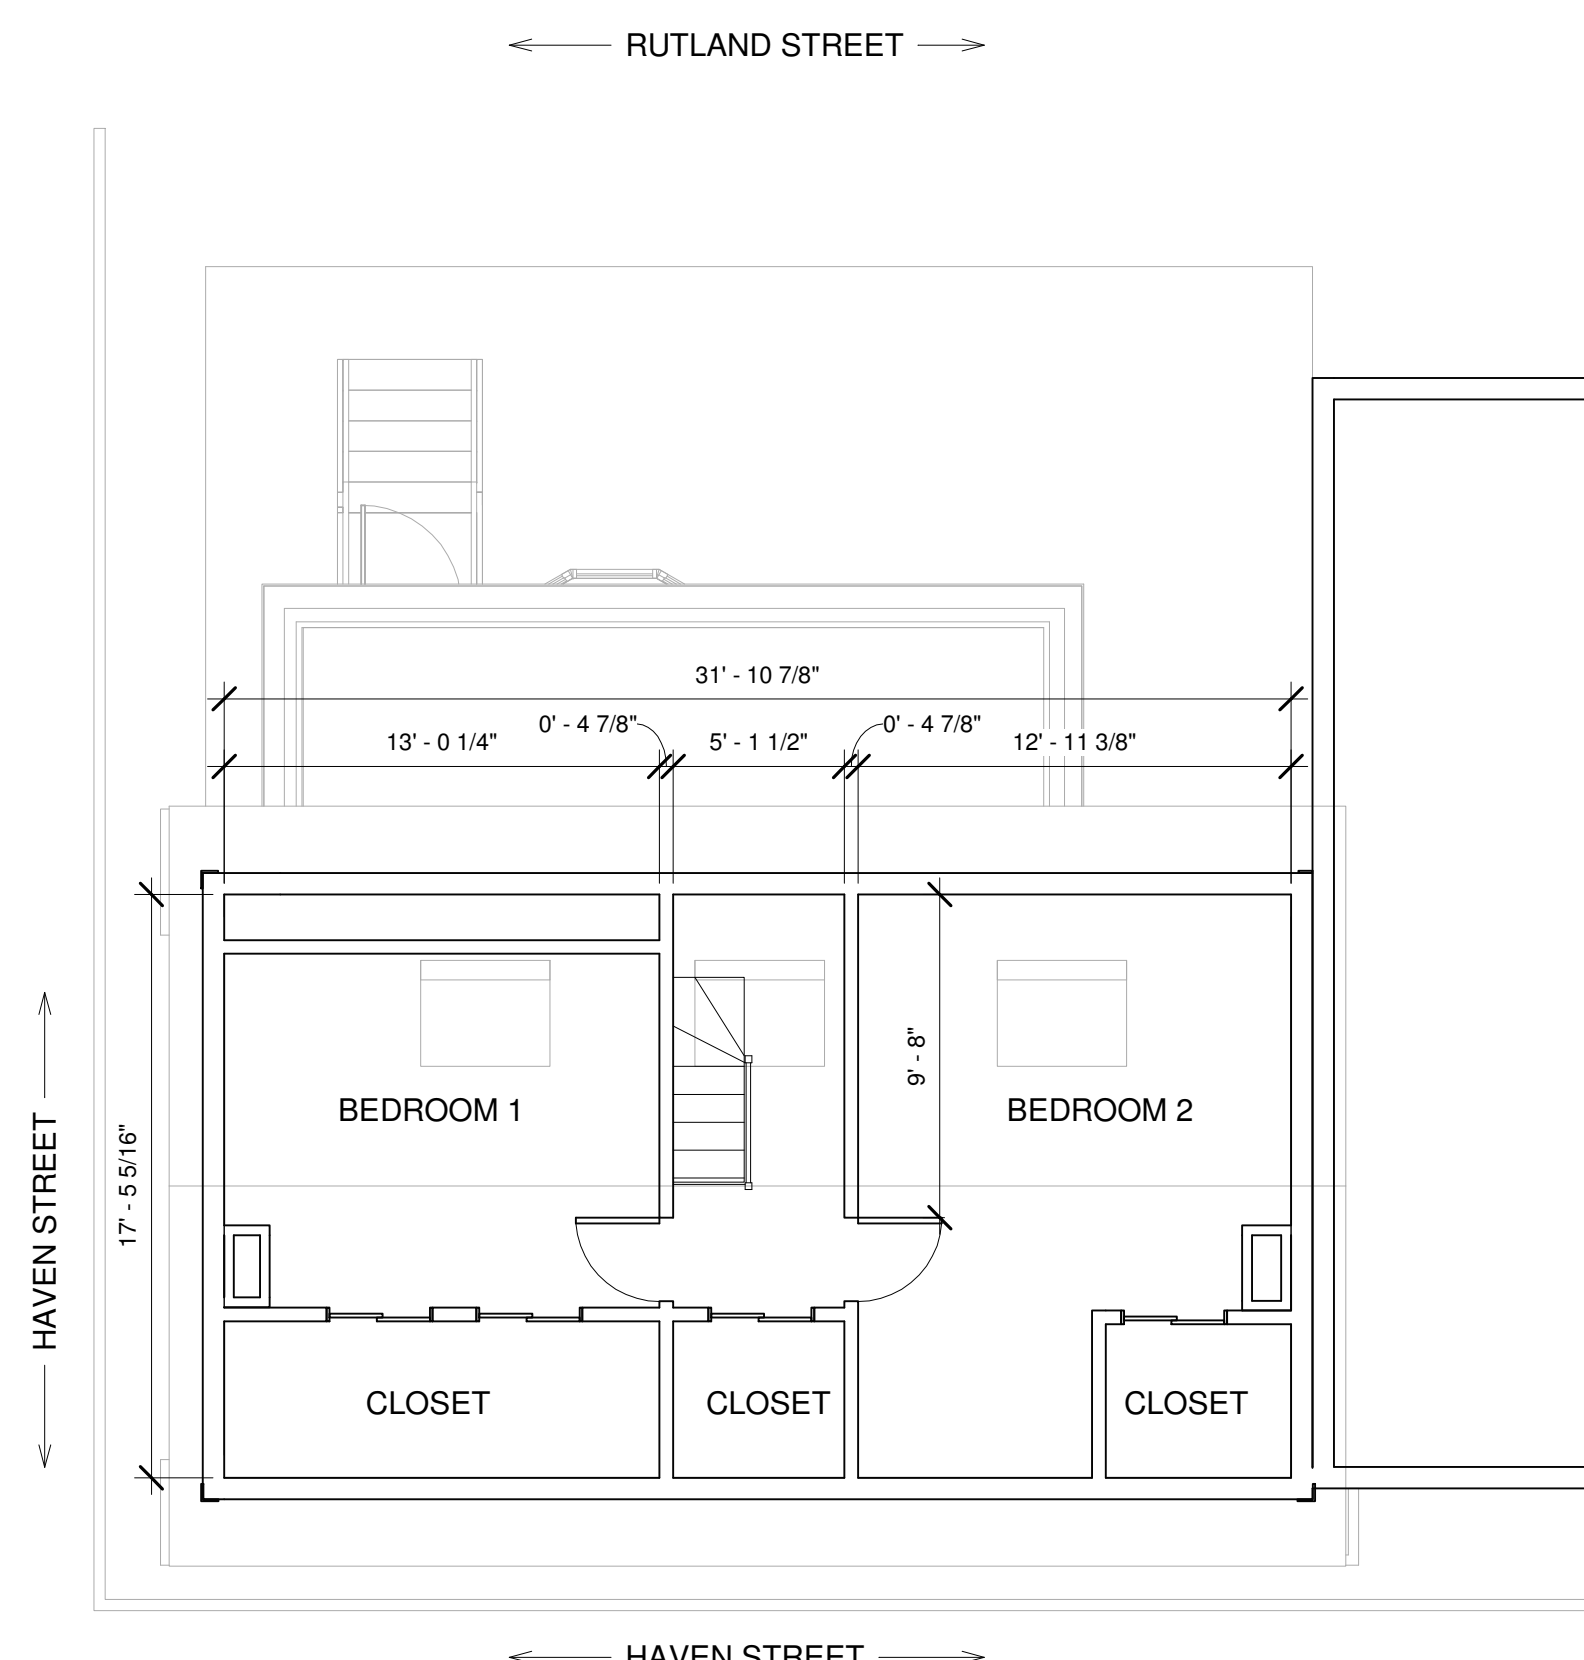 RUTLAND STREET
31' - 10 7/8"
0' - 4 7/8"
0' - 4 7/8"
13' - 0 1/4"
5' - 1 1/2"
12' - 11 3/8"
9' - 8"
BEDROOM 1
BEDROOM 2
17' - 5 5/16"
HAVEN STREET
CLOSET
CLOSET
CLOSET
HAVEN STREET